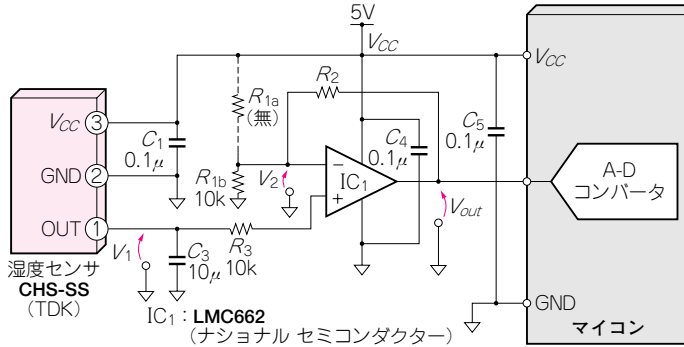 5V
VCC
R2
R1a
(無)
VCC
③
C1
0.1μ
GND
②
R1b
10k
V2
−
+
IC1
C4
0.1μ
C5
0.1μ
VCC
A-D
コンバータ
OUT
①
V1
C3
10μ
R3
10k
Vout
GND
マイコン
湿度センサ
CHS-SS
(TDK)
IC1：LMC662
(ナショナル セミコンダクター)